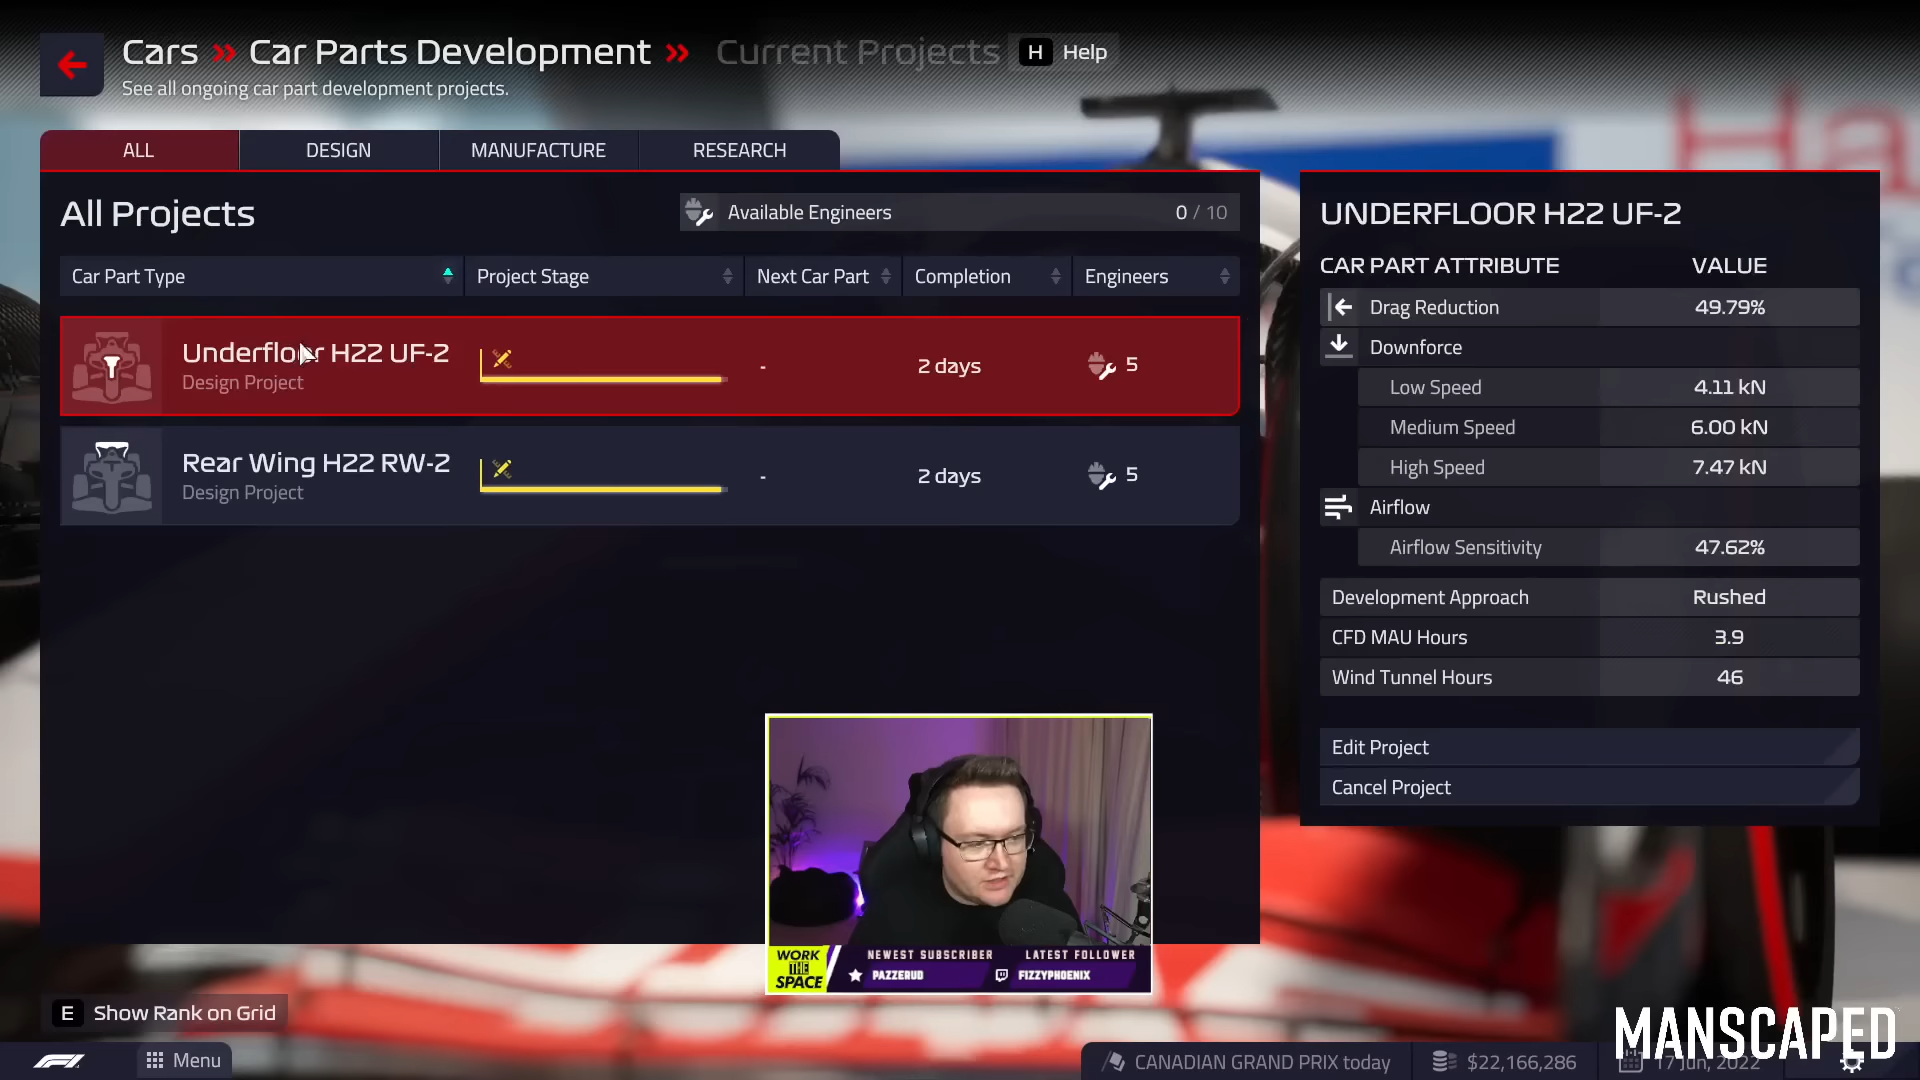 Cars » Car Parts Development » Current Projects H Help
See all ongoing car part development projects.
ALL DESIGN MANUFACTURE RESEARCH
All Projects
Available Engineers 0 / 10
Car Part Type Project Stage Next Car Part Completion Engineers
Underfloor H22 UF-2
Design Project
- 2 days 5
Rear Wing H22 RW-2
Design Project
- 2 days 5
UNDERFLOOR H22 UF-2
CAR PART ATTRIBUTE VALUE
Drag Reduction 49.79%
Downforce
Low Speed 4.11 kN
Medium Speed 6.00 kN
High Speed 7.47 kN
Airflow
Airflow Sensitivity 47.62%
Development Approach Rushed
CFD MAU Hours 3.9
Wind Tunnel Hours 46
Edit Project
Cancel Project
WORK THE SPACE
NEWEST SUBSCRIBER
PAZZERUD
LATEST FOLLOWER
FIZZYPHOENIX
E Show Rank on Grid
MANSCAPED
F1 Menu
CANADIAN GRAND PRIX today $22,166,286 17 Jun, 2022